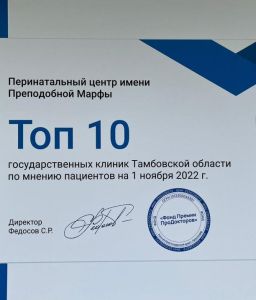 Перинатальный центр имени
Преподобной Марфы
Топ 10
государственных клиник Тамбовской области
по мнению пациентов на 1 ноября 2022 г.
Директор
Федосов С.Р.
«Фонд Премии
ПроДокторов»